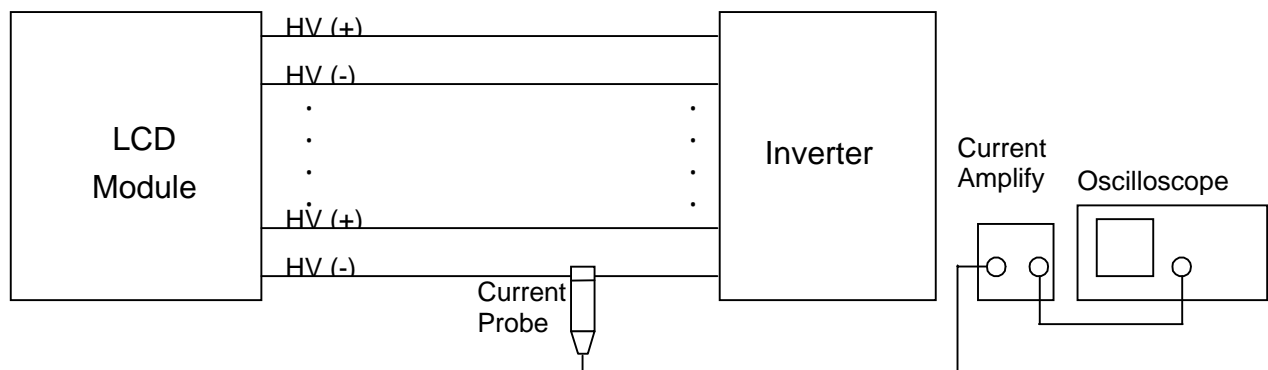 HV (+)
HV (-)
LCD
Module
Inverter
Current
Amplify
Oscilloscope
HV (+)
HV (-)
Current
Probe